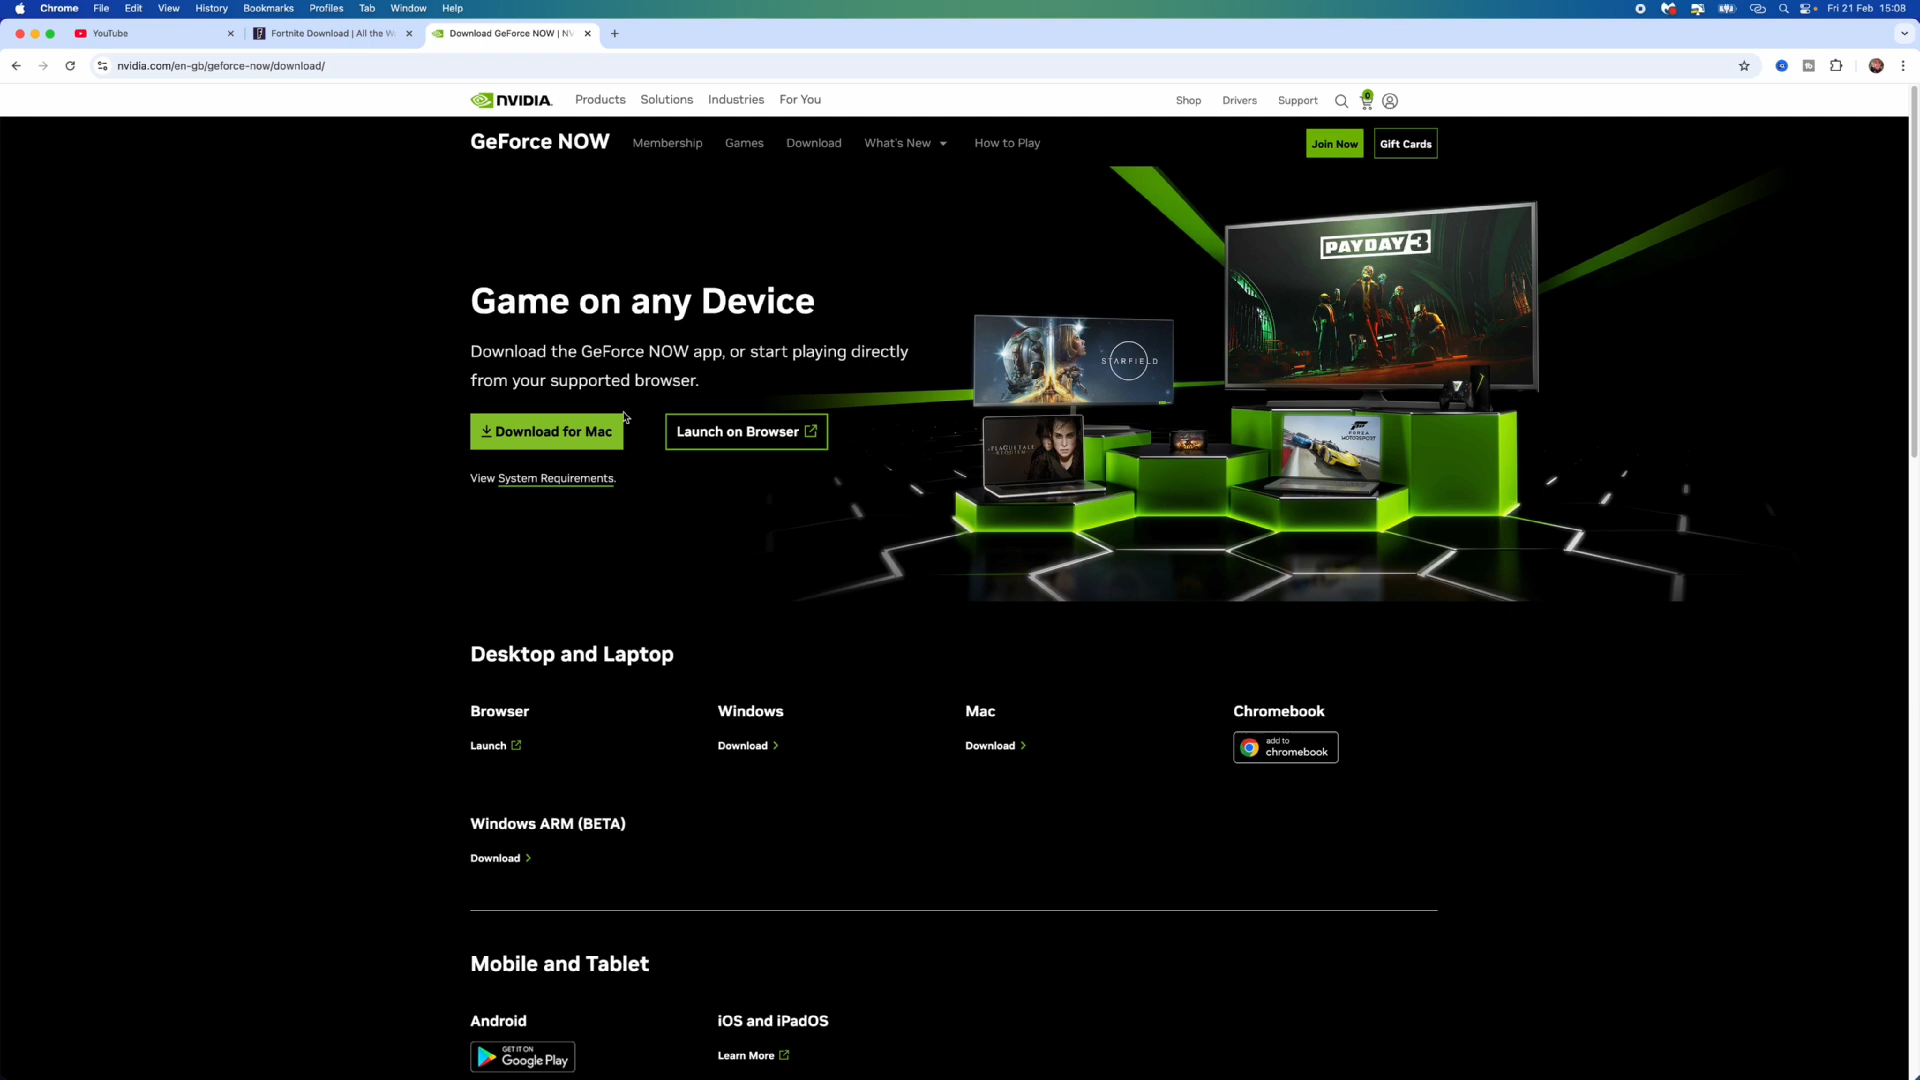 Chrome File Edit View History Bookmarks Profiles Tab Window Help Fri 21 Feb 15:08
YouTube Fortnite Download | All the W Download GeForce NOW | NV
nvidia.com/en-gb/geforce-now/download/
NVIDIA. Products Solutions Industries For You Shop Drivers Support 0
GeForce NOW Membership Games Download What's New How to Play Join Now Gift Cards
PAYDAY 3
Game on any Device
Download the GeForce NOW app, or start playing directly
from your supported browser.
STARFIELD
Download for Mac Launch on Browser
FORZA
MOTORSPORT
View System Requirements.
Desktop and Laptop
Browser Windows Mac Chromebook
Launch Download Download add to
chromebook
Windows ARM (BETA)
Download
Mobile and Tablet
Android iOS and iPadOS
GET IT ON
Google Play Learn More